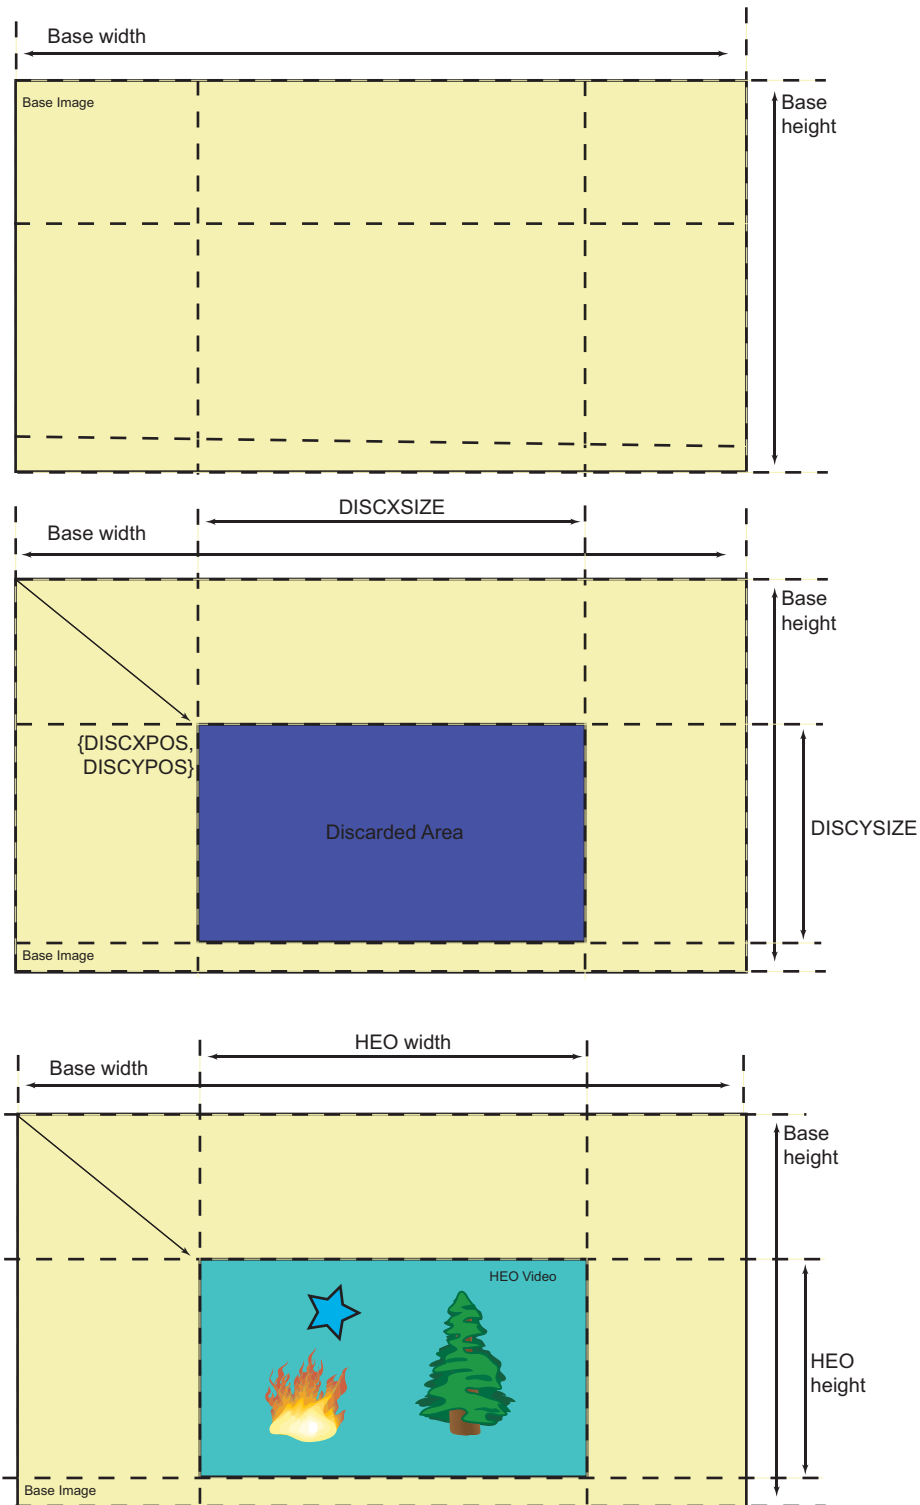 Base width
Base Image
Base
height
DISCXSIZE
Base width
Base
height
{DISCXPOS,
DISCYPOS}
Discarded Area
DISCYSIZE
Base Image
HEO width
Base width
Base
height
HEO Video
HEO
height
Base Image